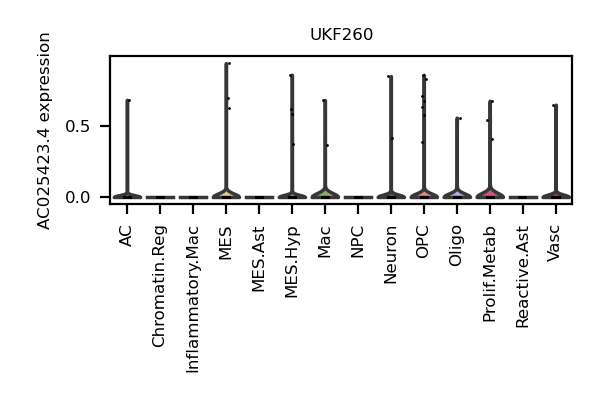 UKF260
AC025423.4 expression
0.5
0.0
AC
Chromatin.Reg
Inflammatory.Mac
MES
MES.Ast
MES.Hyp
Mac
NPC
Neuron
OPC
Oligo
Prolif.Metab
Reactive.Ast
Vasc